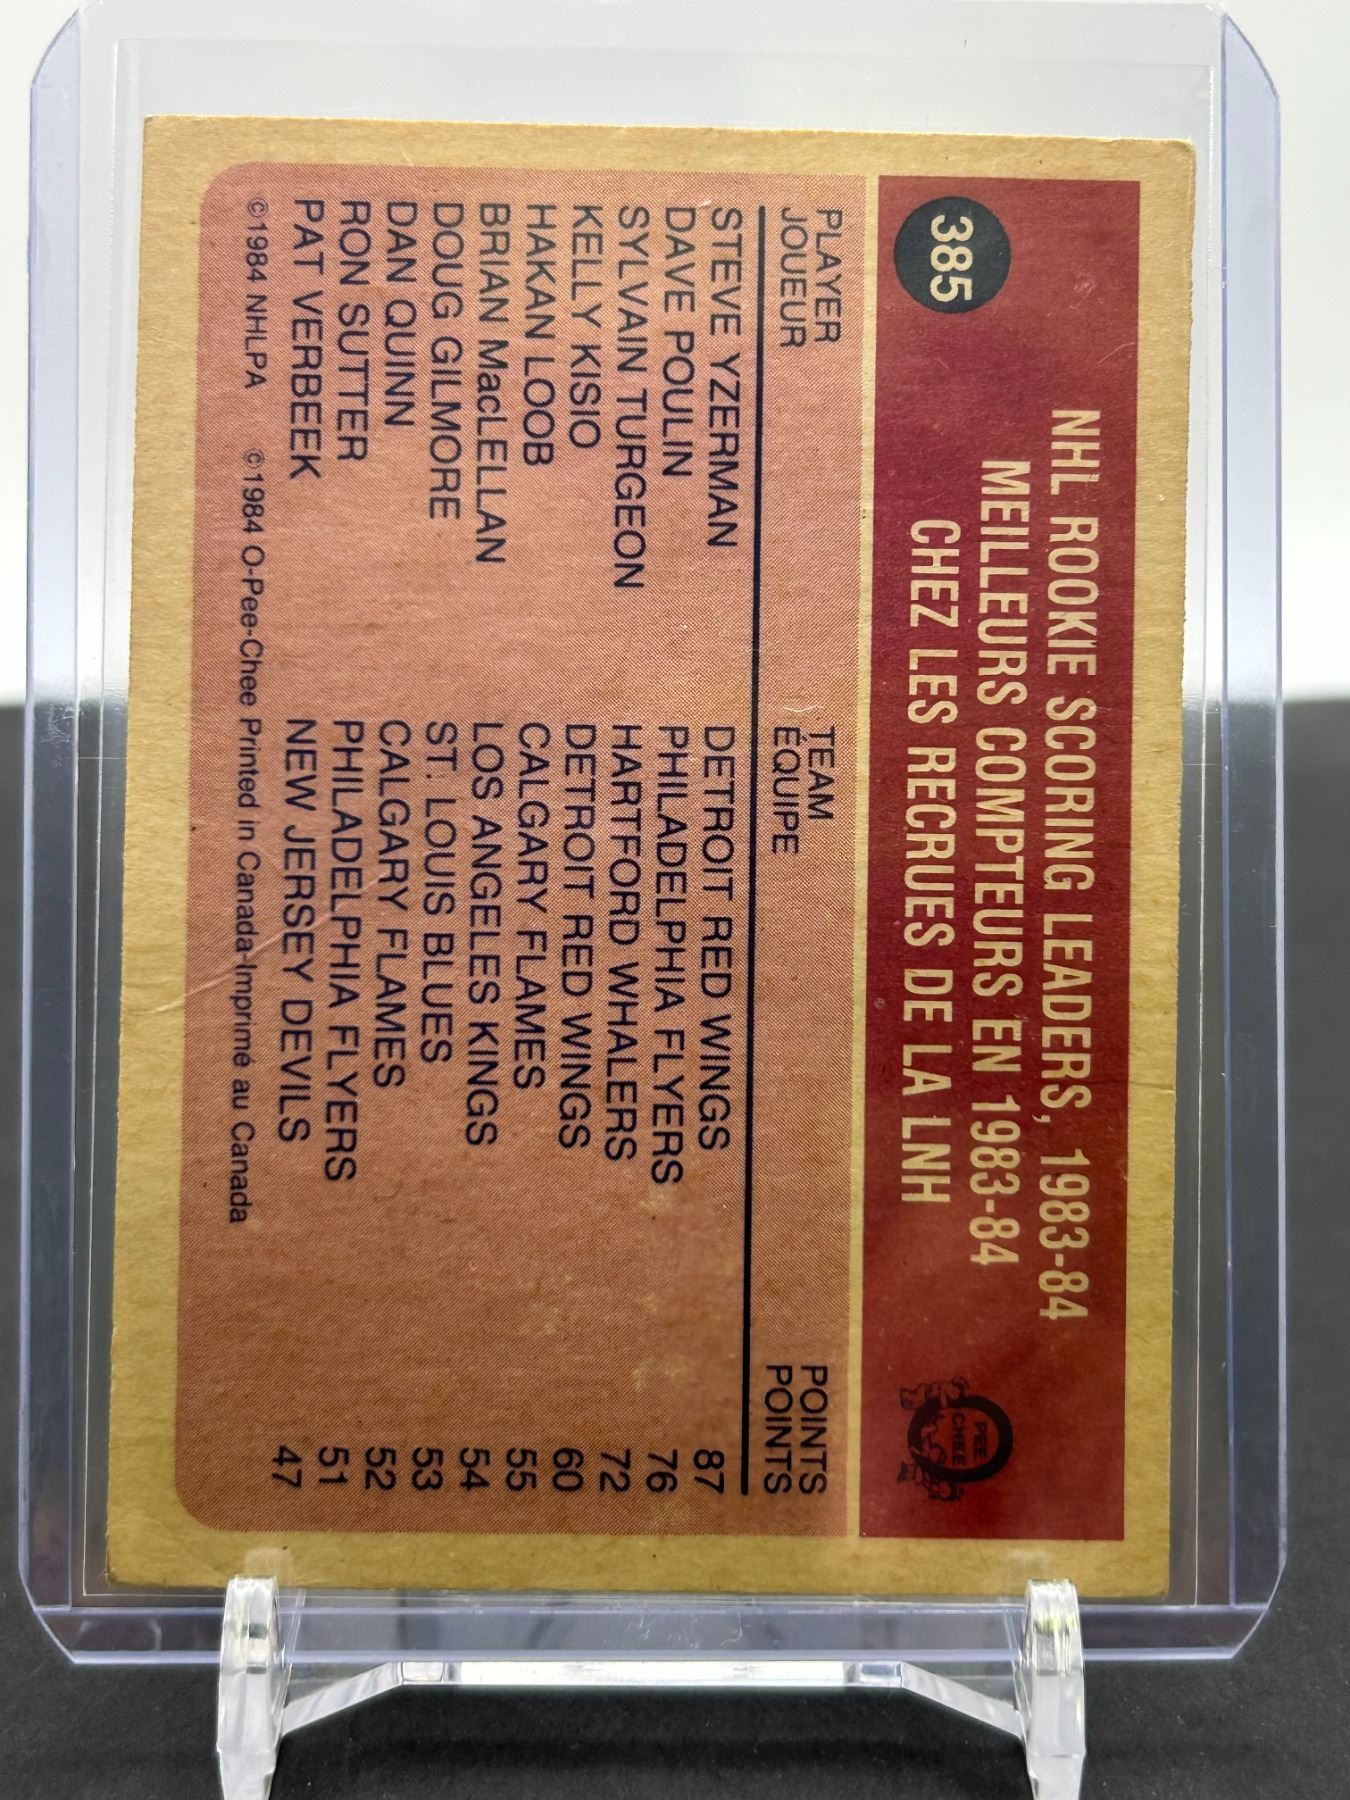 385
NHL ROOKIE SCORING LEADERS, 1983-84
MEILLEURS COMPTEURS EN 1983-84
CHEZ LES RECRUES DE LA LNH
O
PEE
CHEE
PLAYER TEAM POINTS
JOUEUR ÉQUIPE POINTS
STEVE YZERMAN DETROIT RED WINGS 87
DAVE POULIN PHILADELPHIA FLYERS 76
SYLVAIN TURGEON HARTFORD WHALERS 72
KELLY KISIO DETROIT RED WINGS 60
HAKAN LOOB CALGARY FLAMES 55
BRIAN MacLELLAN LOS ANGELES KINGS 54
DOUG GILMORE ST. LOUIS BLUES 53
DAN QUINN CALGARY FLAMES 52
RON SUTTER PHILADELPHIA FLYERS 51
PAT VERBEEK NEW JERSEY DEVILS 47
©1984 NHLPA ©1984 O-Pee-Chee Printed in Canada-Imprimé au Canada